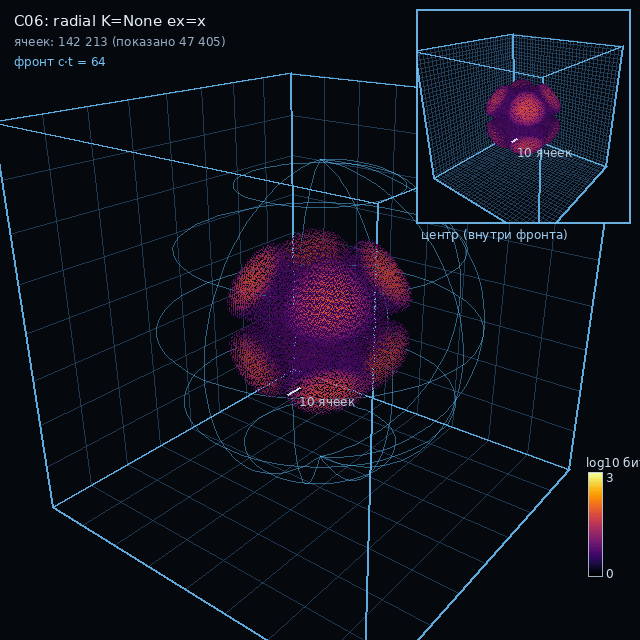 C06: radial K=None ex=x
ячеек: 142 213 (показано 47 405)
фронт c·t = 64
10 ячеек
центр (внутри фронта)
10 ячеек
log10 би
3
0